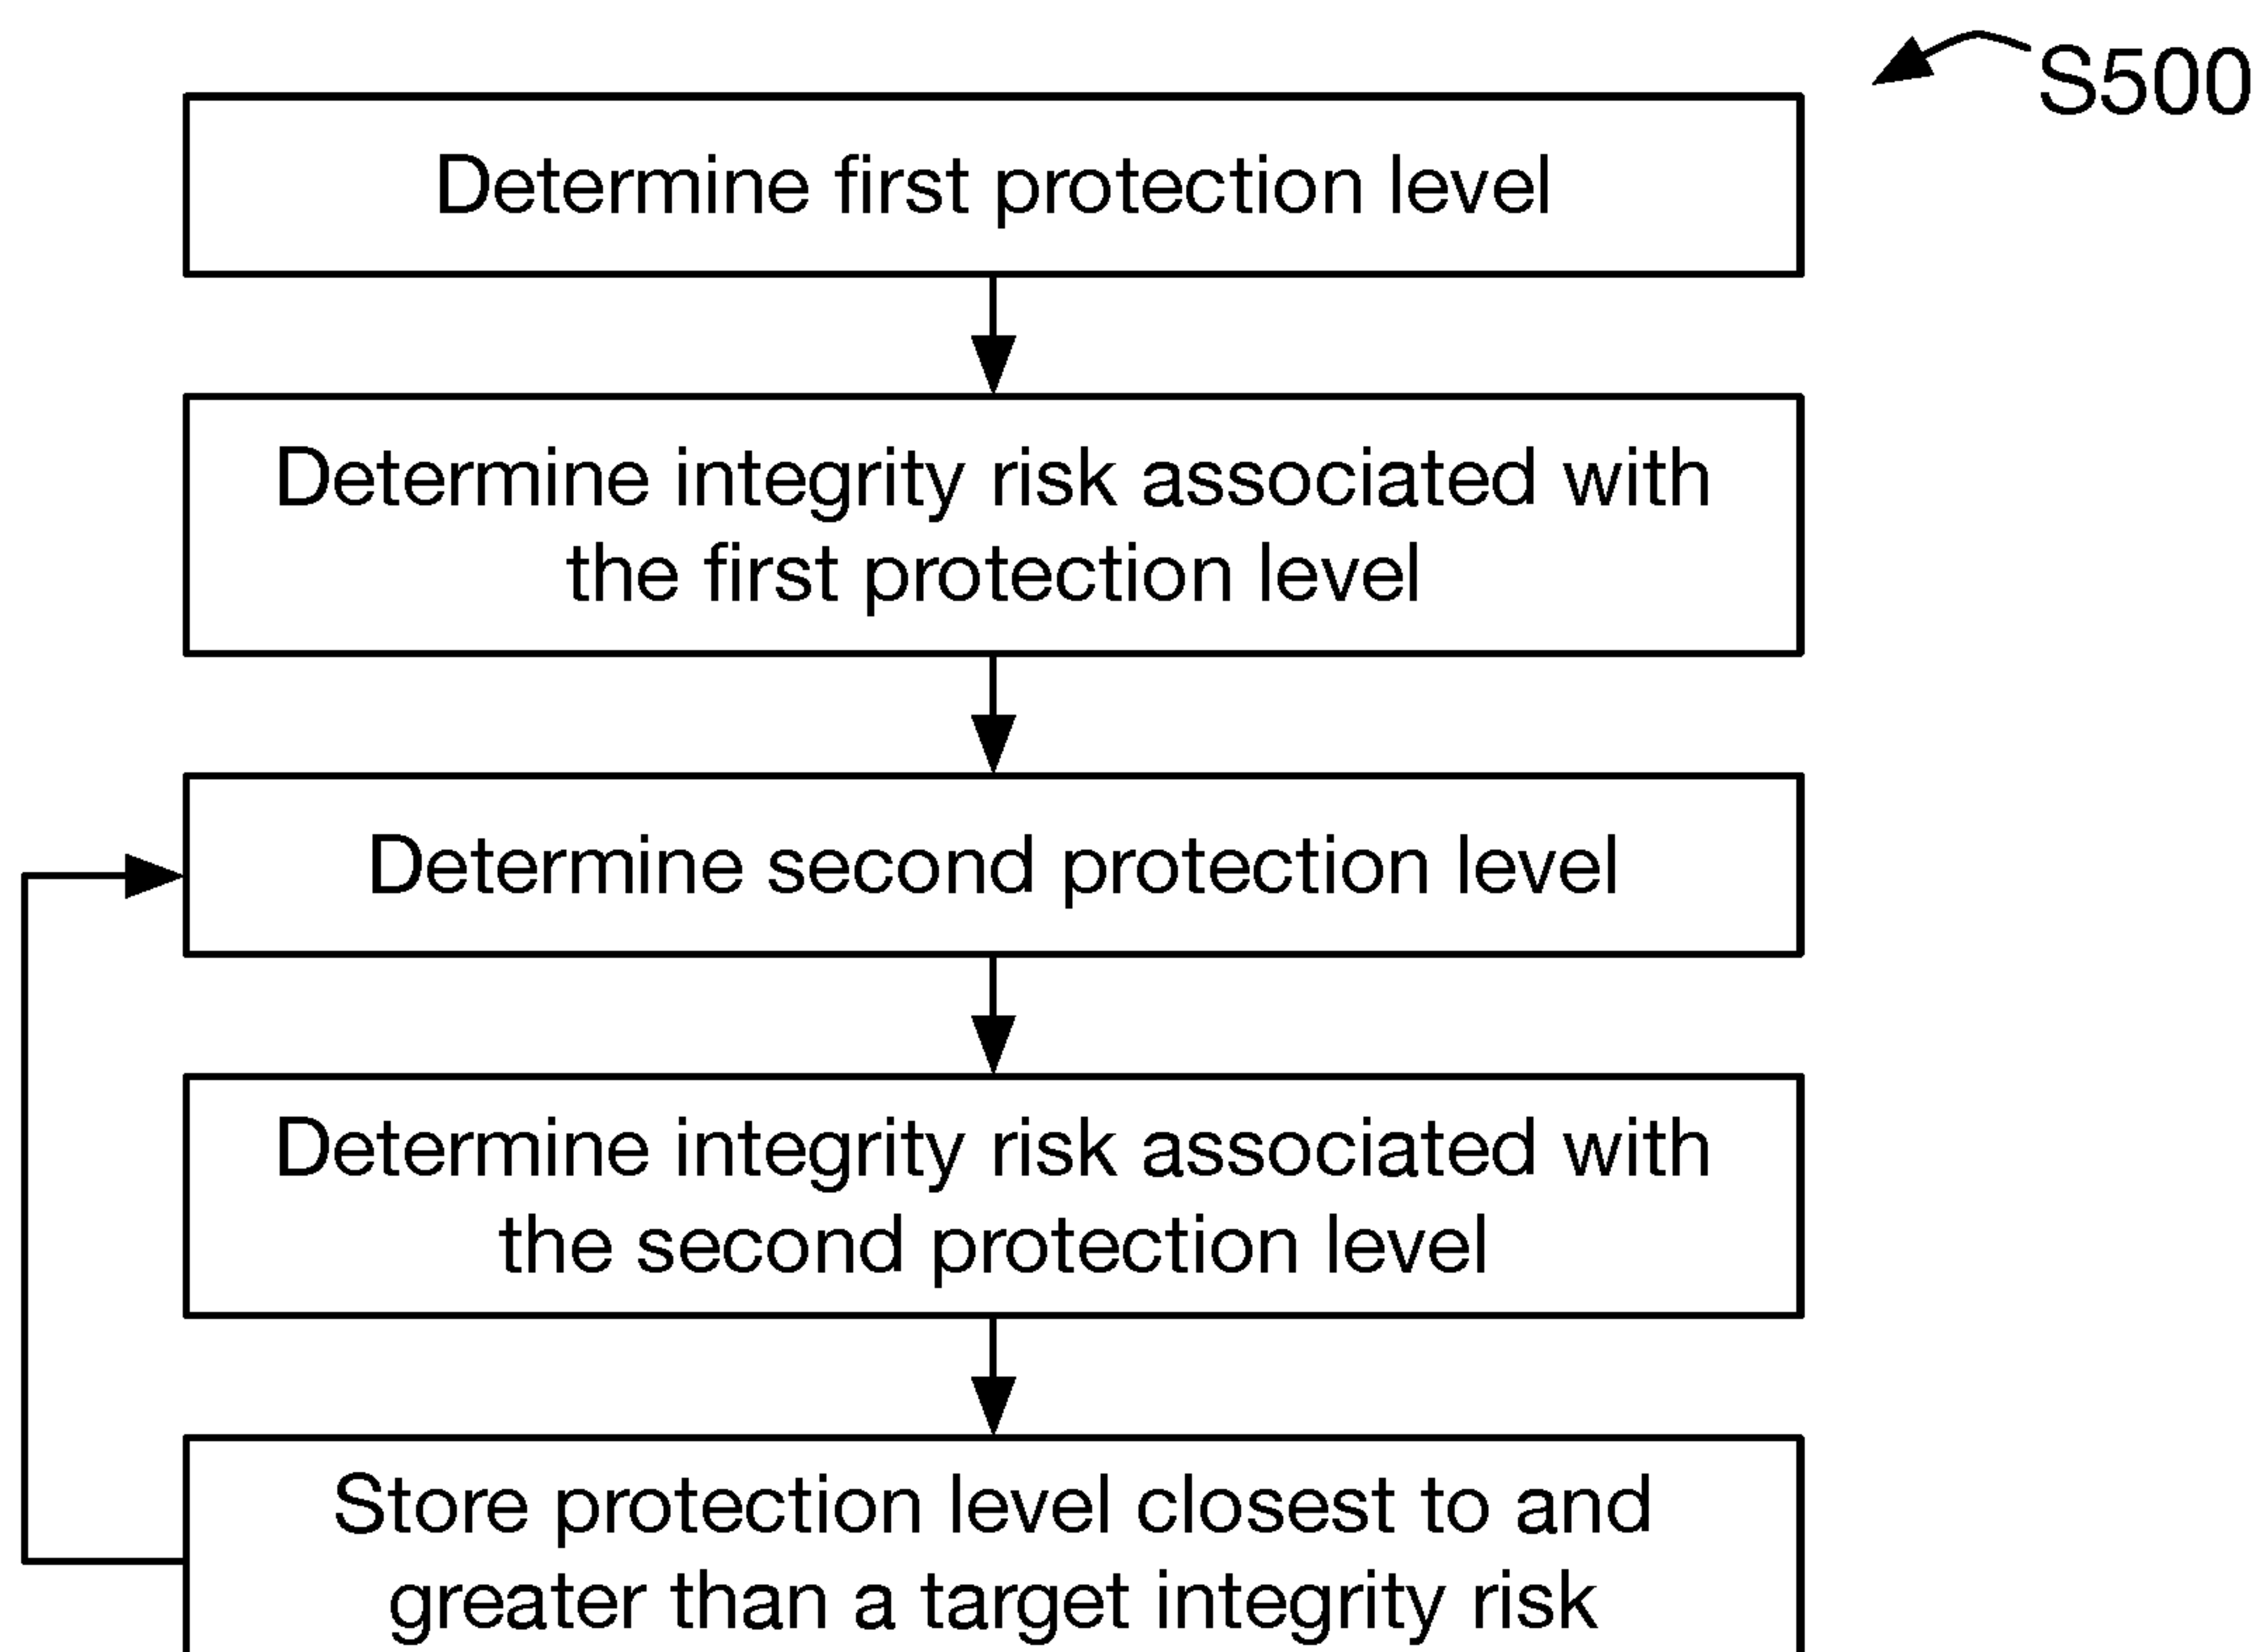 S500
Determine first protection level
Determine integrity risk associated with
the first protection level
Determine second protection level
Determine integrity risk associated with
the second protection level
Store protection level closest to and
greater than a target integrity risk